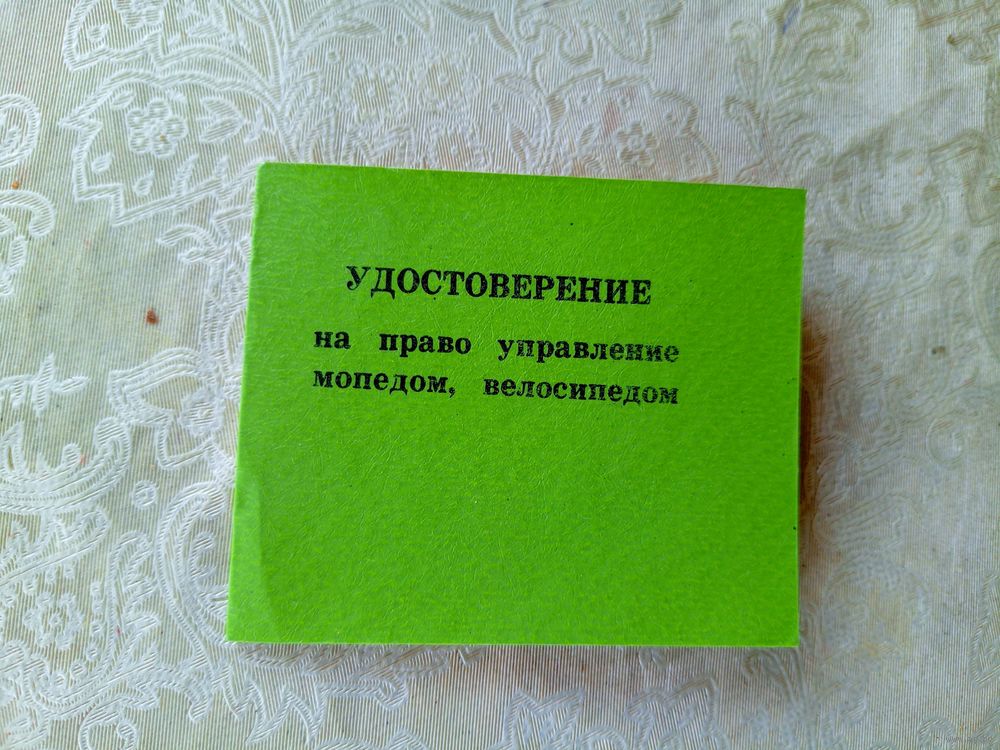 УДОСТОВЕРЕНИЕ
на право управление
мопедом, велосипедом